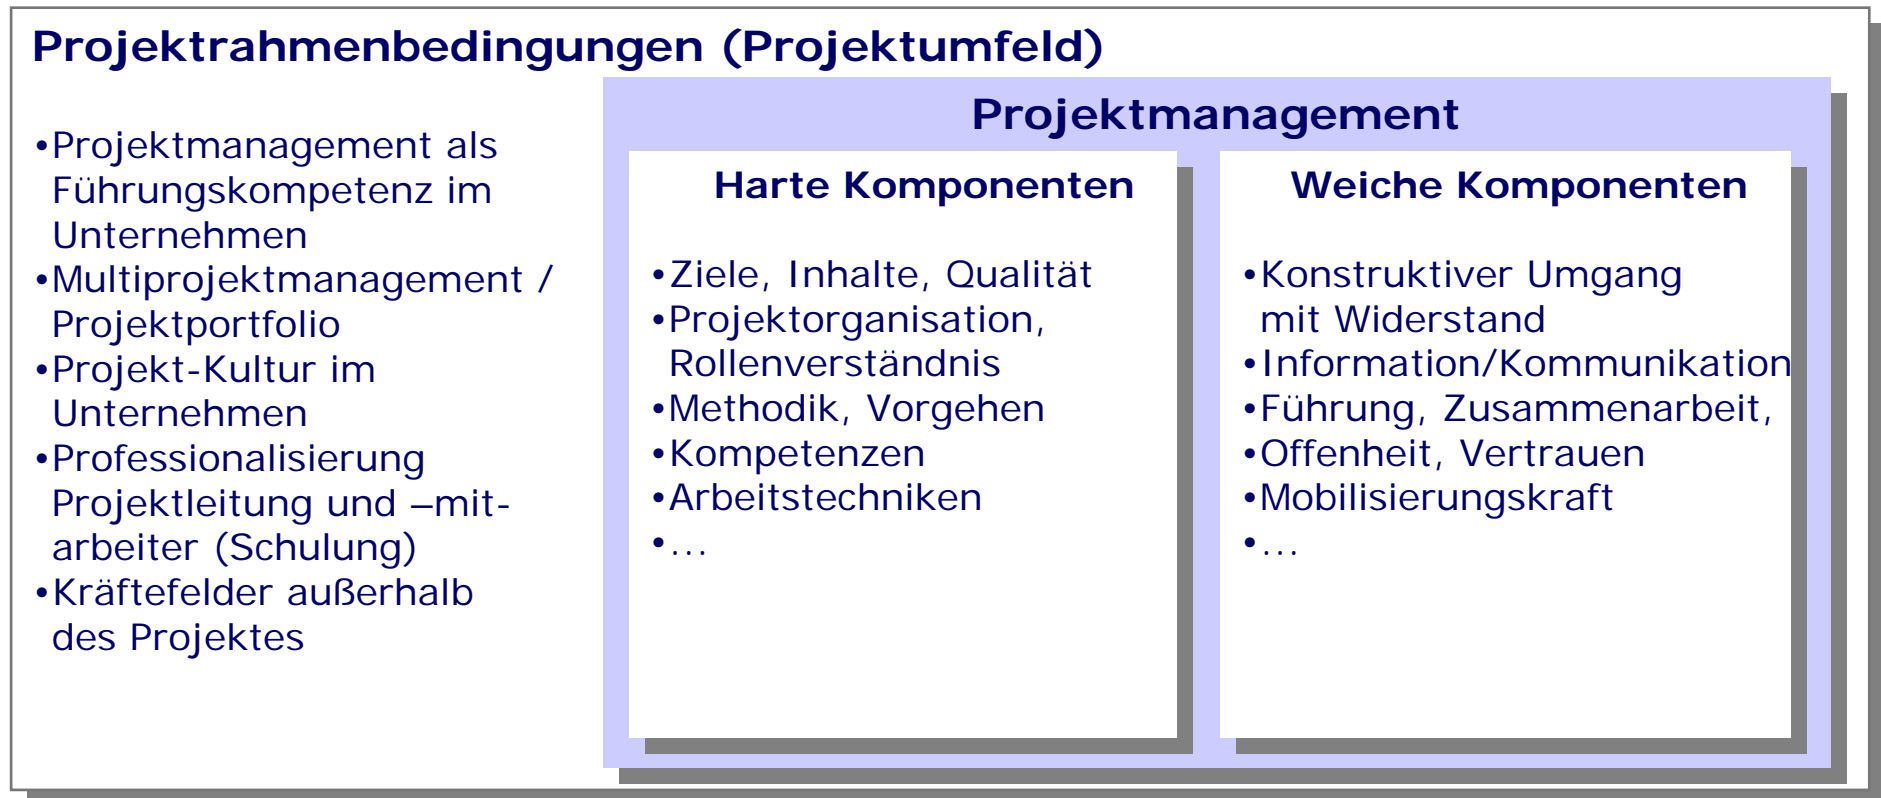 Projektrahmenbedingungen (Projektumfeld)
•Projektmanagement als
Führungskompetenz im
Unternehmen
•Multiprojektmanagement /
Projektportfolio
•Projekt-Kultur im
Unternehmen
•Professionalisierung
Projektleitung und –mit-
arbeiter (Schulung)
•Kräftefelder außerhalb
des Projektes
Projektmanagement
Harte Komponenten
•Ziele, Inhalte, Qualität
•Projektorganisation,
Rollenverständnis
•Methodik, Vorgehen
•Kompetenzen
•Arbeitstechniken
•...
Weiche Komponenten
•Konstruktiver Umgang
mit Widerstand
•Information/Kommunikation
•Führung, Zusammenarbeit,
•Offenheit, Vertrauen
•Mobilisierungskraft
•...